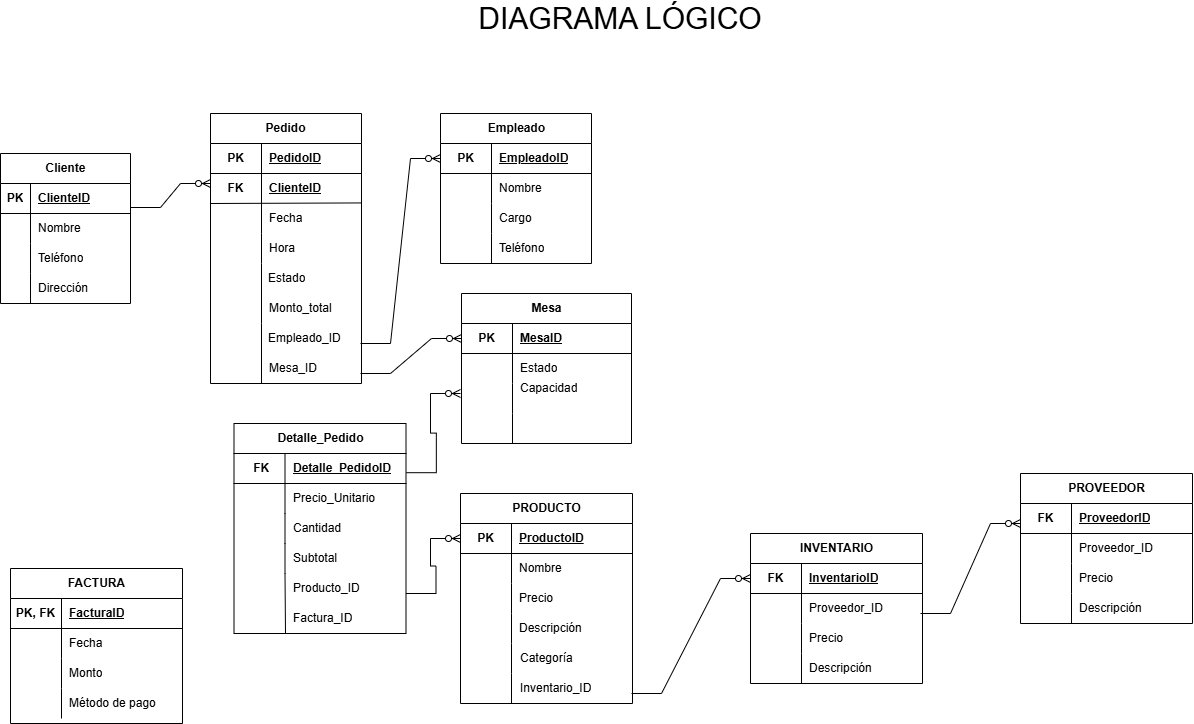 DIAGRAMA LÓGICO
Cliente
PK ClienteID
Nombre
Teléfono
Dirección
Pedido
PK PedidoID
FK ClienteID
Fecha
Hora
Estado
Monto_total
Empleado_ID
Mesa_ID
Empleado
PK EmpleadoID
Nombre
Cargo
Teléfono
Mesa
PK MesaID
Estado
Capacidad
Detalle_Pedido
FK Detalle_PedidoID
Precio_Unitario
Cantidad
Subtotal
Producto_ID
Factura_ID
PRODUCTO
PK ProductoID
Nombre
Precio
Descripción
Categoría
Inventario_ID
INVENTARIO
FK InventarioID
Proveedor_ID
Precio
Descripción
PROVEEDOR
FK ProveedorID
Proveedor_ID
Precio
Descripción
FACTURA
PK, FK FacturaID
Fecha
Monto
Método de pago